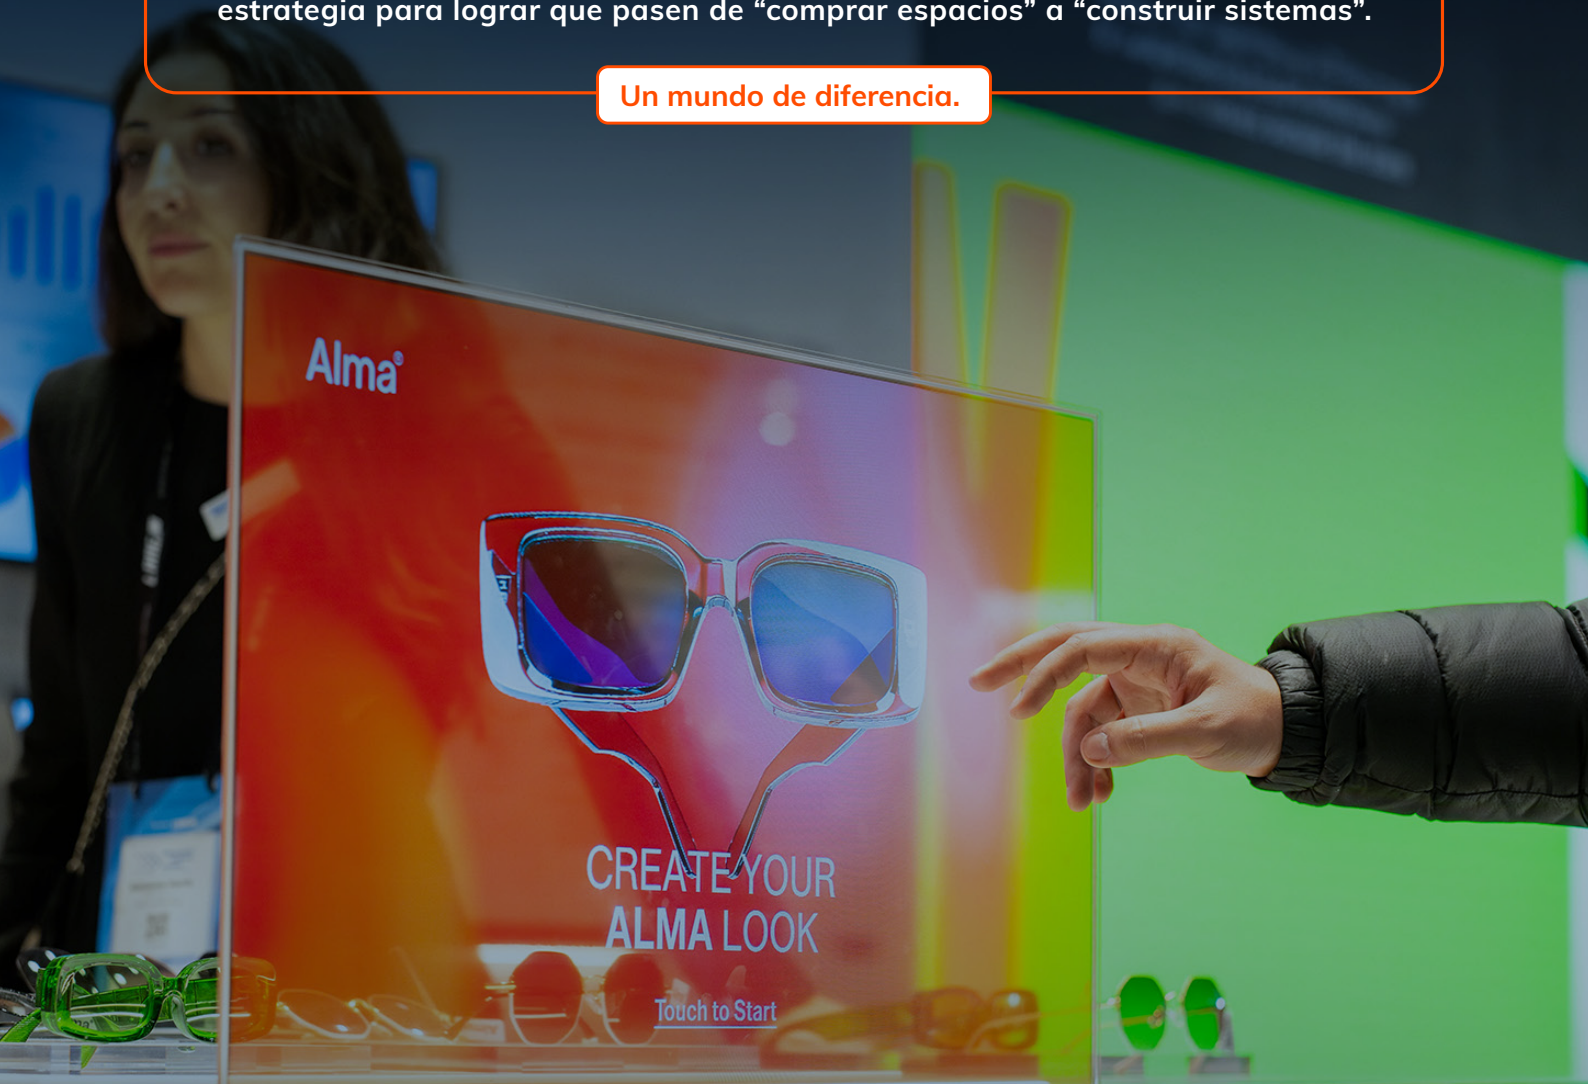 estrategia para lograr que pasen de “comprar espacios” a “construir sistemas”.
Un mundo de diferencia.
Alma®
CREATE YOUR
ALMA LOOK
Touch to Start